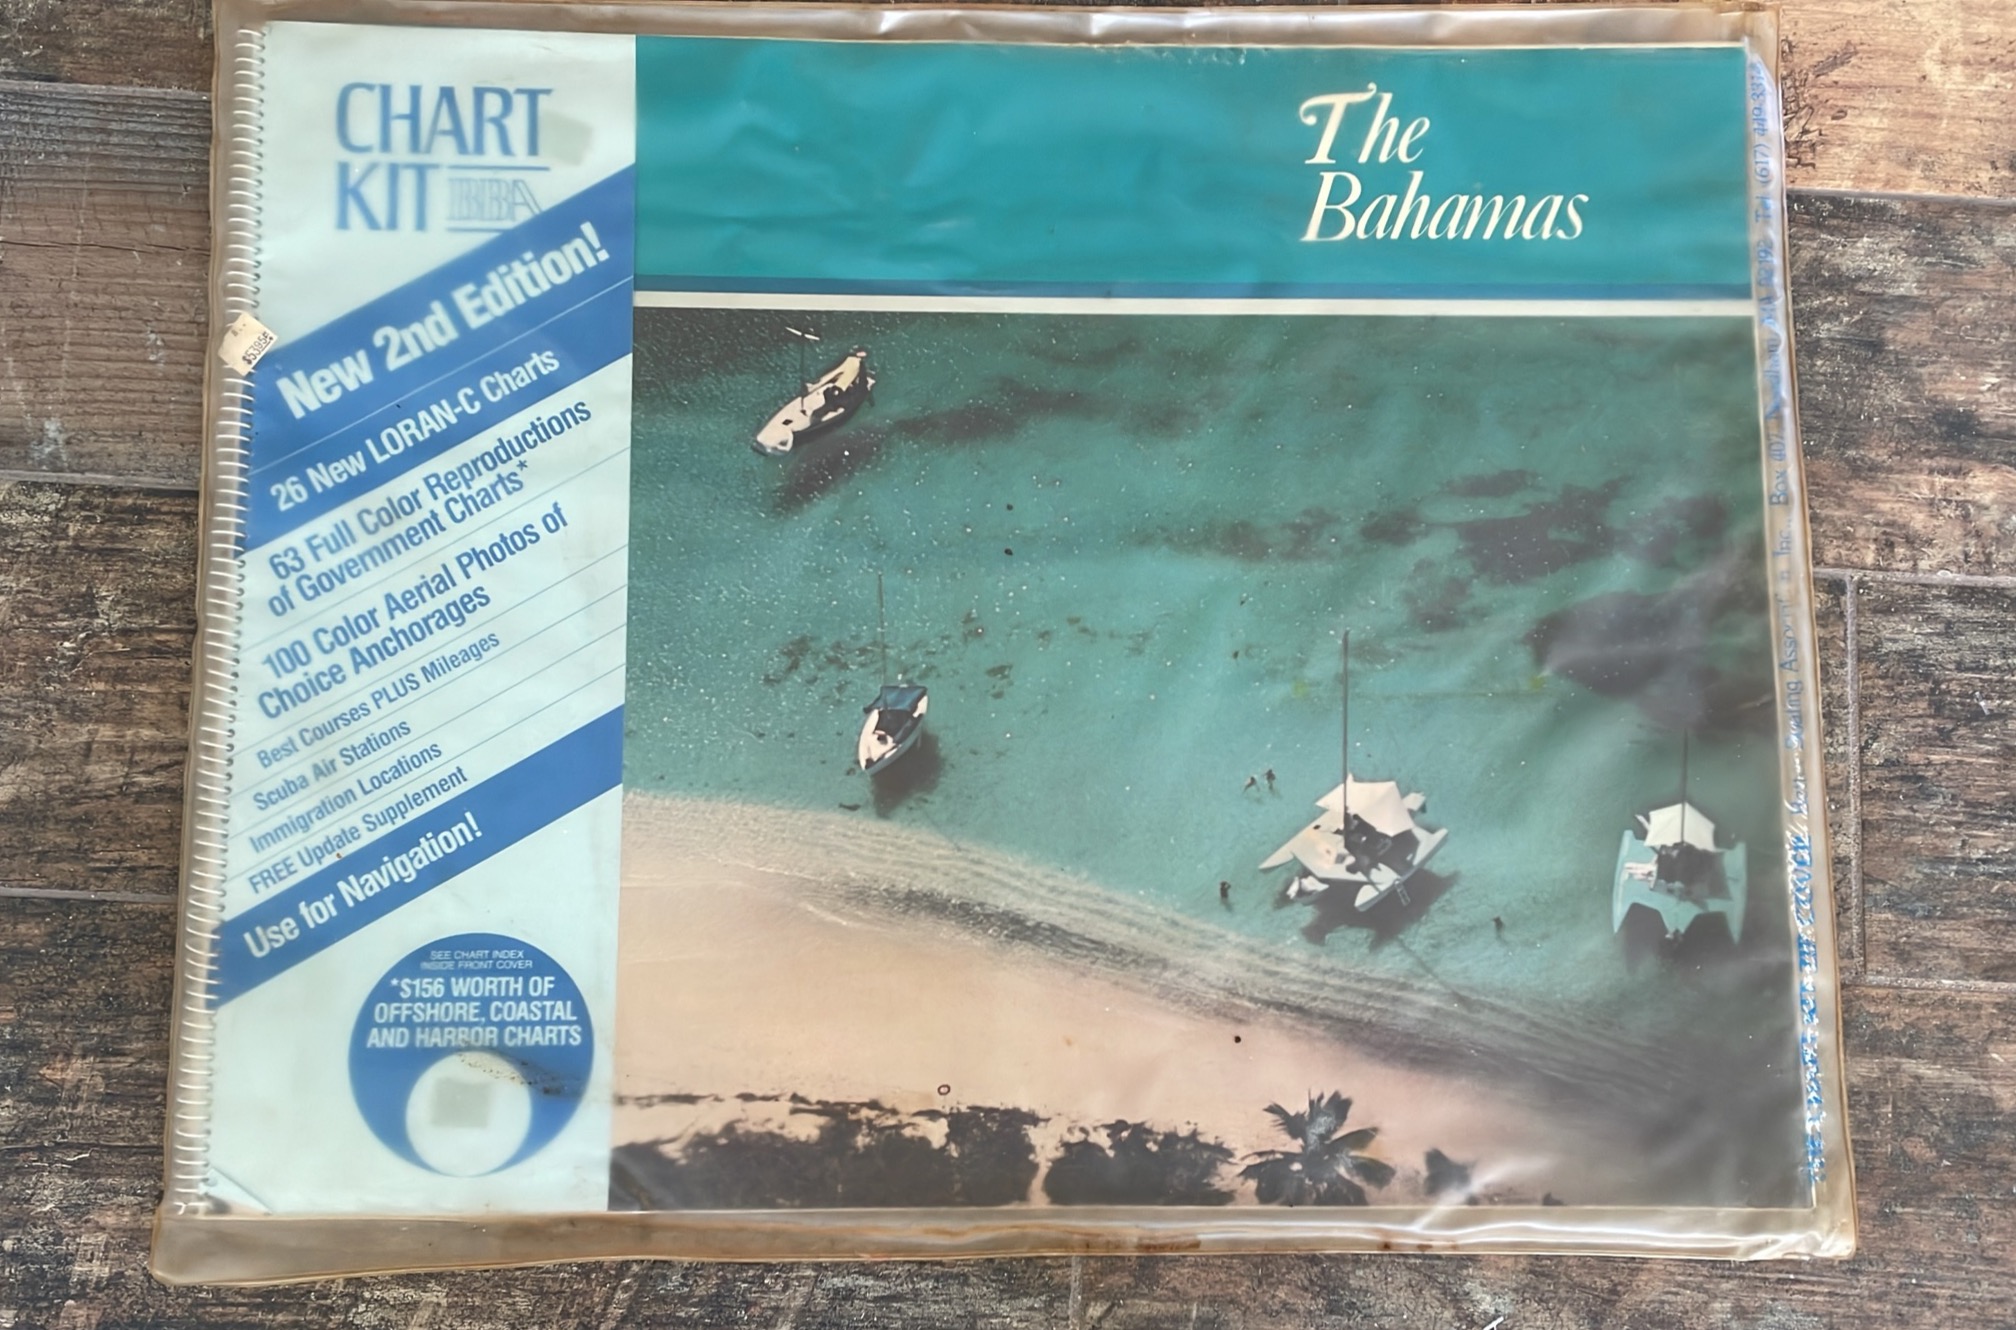 CHART
KIT BBA
New 2nd Edition!
26 New LORAN-C Charts
63 Full Color Reproductions
of Government Charts*
100 Color Aerial Photos of
Choice Anchorages
Best Courses PLUS Mileages
Scuba Air Stations
Immigration Locations
FREE Update Supplement
Use for Navigation!
SEE CHART INDEX
INSIDE FRONT COVER
*$156 WORTH OF
OFFSHORE, COASTAL
AND HARBOR CHARTS
The
Bahamas